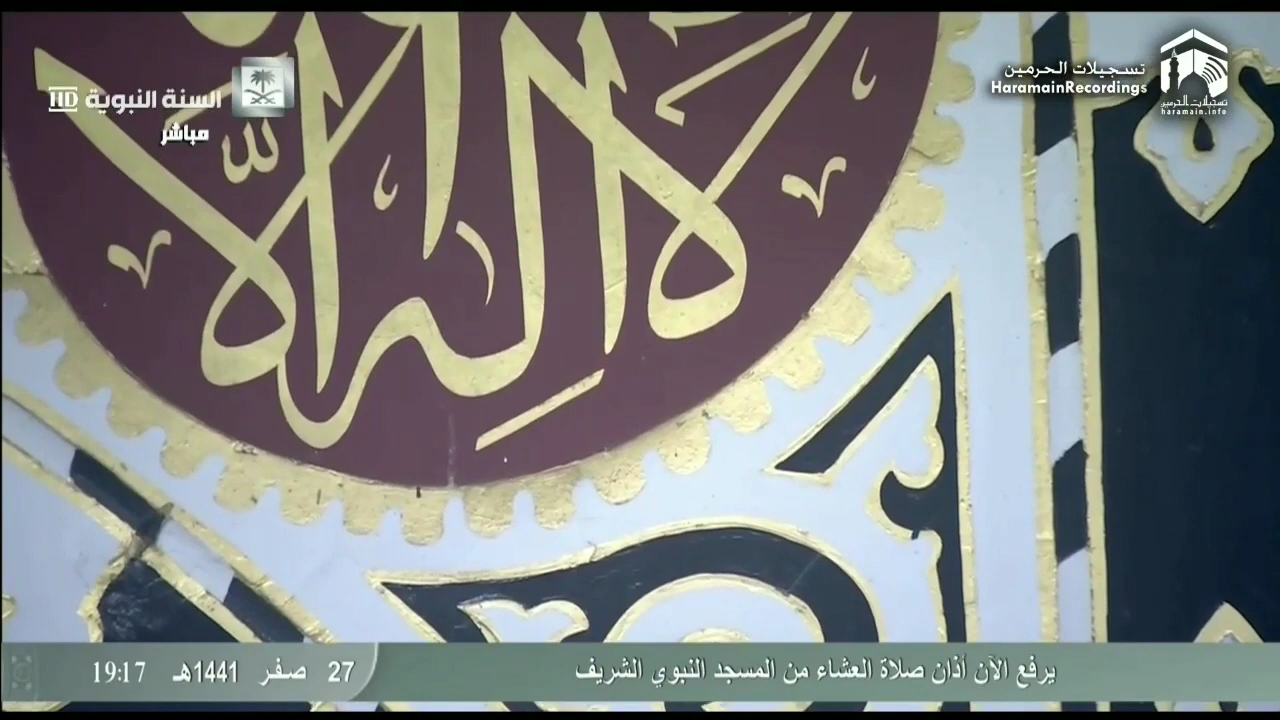 السنة النبوية HD
مباشر
تسجيلات الحرمين
HaramainRecordings
تسجيلات الحرمين
haramain.info
لا إله إلا
يرفع الآن أذان صلاة العشاء من المسجد النبوي الشريف
27 صفر 1441هـ 19:17